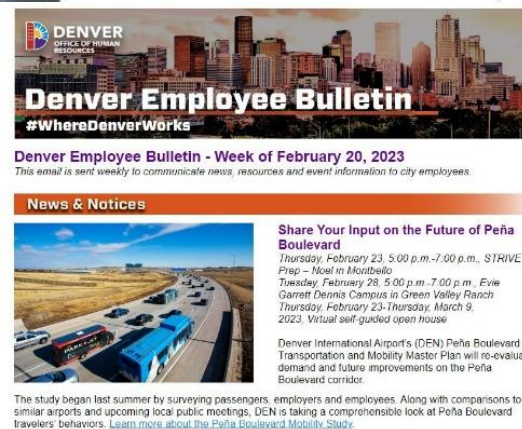 DENVER
OFFICE OF HUMAN
RESOURCES
Denver Employee Bulletin
#WhereDenverWorks
Denver Employee Bulletin - Week of February 20, 2023
This email is sent weekly to communicate news, resources and event information to city employees.
News & Notices
Share Your Input on the Future of Peña
Boulevard
Thursday, February 23, 5:00 p.m.-7:00 p.m., STRIVE
Prep – Noel in Montbello
Tuesday, February 28, 5:00 p.m.-7:00 p.m., Evie
Garrett Dennis Campus in Green Valley Ranch
Thursday, February 23-Thursday, March 9,
2023, Virtual self-guided open house
Denver International Airport's (DEN) Peña Boulevard
Transportation and Mobility Master Plan will re-evalua
demand and future improvements on the Peña
Boulevard corridor.
The study began last summer by surveying passengers, employers and employees. Along with comparisons to
similar airports and upcoming local public meetings, DEN is taking a comprehensible look at Peña Boulevard
travelers' behaviors. Learn more about the Peña Boulevard Mobility Study.